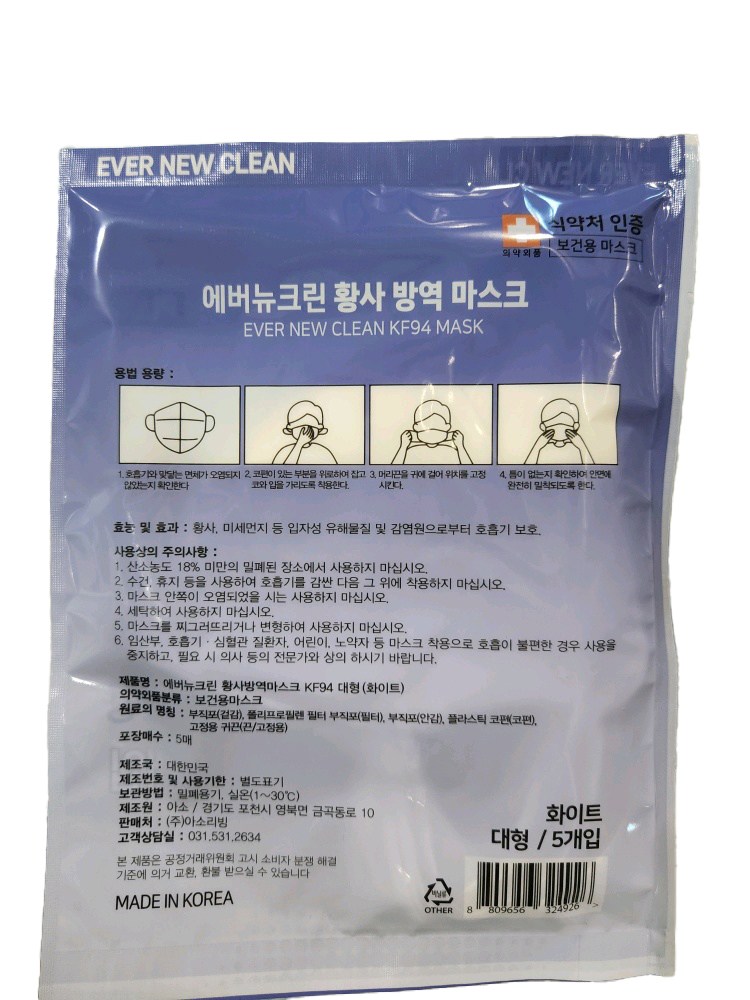 EVER NEW CLEAN
식약처 인증
의약외품
보건용 마스크
에버뉴크린 황사 방역 마스크
EVER NEW CLEAN KF94 MASK
용법 용량 :
1. 호흡기와 맞닿는 면체가 오염되지
않았는지 확인한다
2. 코편이 있는 부분을 위로하여 잡고
코와 입을 가리도록 착용한다.
3. 머리끈을 귀에 걸어 위치를 고정
시킨다.
4. 틈이 없는지 확인하여 안면에
완전히 밀착되도록 한다.
효능 및 효과 : 황사, 미세먼지 등 입자성 유해물질 및 감염원으로부터 호흡기 보호.
사용상의 주의사항 :
1. 산소농도 18% 미만의 밀폐된 장소에서 사용하지 마십시오.
2. 수건, 휴지 등을 사용하여 호흡기를 감싼 다음 그 위에 착용하지 마십시오.
3. 마스크 안쪽이 오염되었을 시는 사용하지 마십시오.
4. 세탁하여 사용하지 마십시오.
5. 마스크를 찌그러뜨리거나 변형하여 사용하지 마십시오.
6. 임산부, 호흡기 · 심혈관 질환자, 어린이, 노약자 등 마스크 착용으로 호흡이 불편한 경우 사용을
중지하고, 필요 시 의사 등의 전문가와 상의 하시기 바랍니다.
제품명 : 에버뉴크린 황사방역마스크 KF94 대형(화이트)
의약외품분류 : 보건용마스크
원료의 명칭 : 부직포(겉감), 폴리프로필렌 필터 부직포(필터), 부직포(안감), 플라스틱 코편(코편),
고정용 귀끈(끈/고정용)
포장매수 : 5매
제조국 : 대한민국
제조번호 및 사용기한 : 별도표기
보관방법 : 밀폐용기, 실온(1~30℃)
제조원 : 아소 / 경기도 포천시 영북면 금곡동로 10
판매처 : (주)아소리빙
고객상담실 : 031.531.2634
본 제품은 공정거래위원회 고시 소비자 분쟁 해결
기준에 의거 교환, 환불 받으실 수 있습니다
MADE IN KOREA
화이트
대형 / 5개입
비닐류
OTHER
8 809656 324926 >